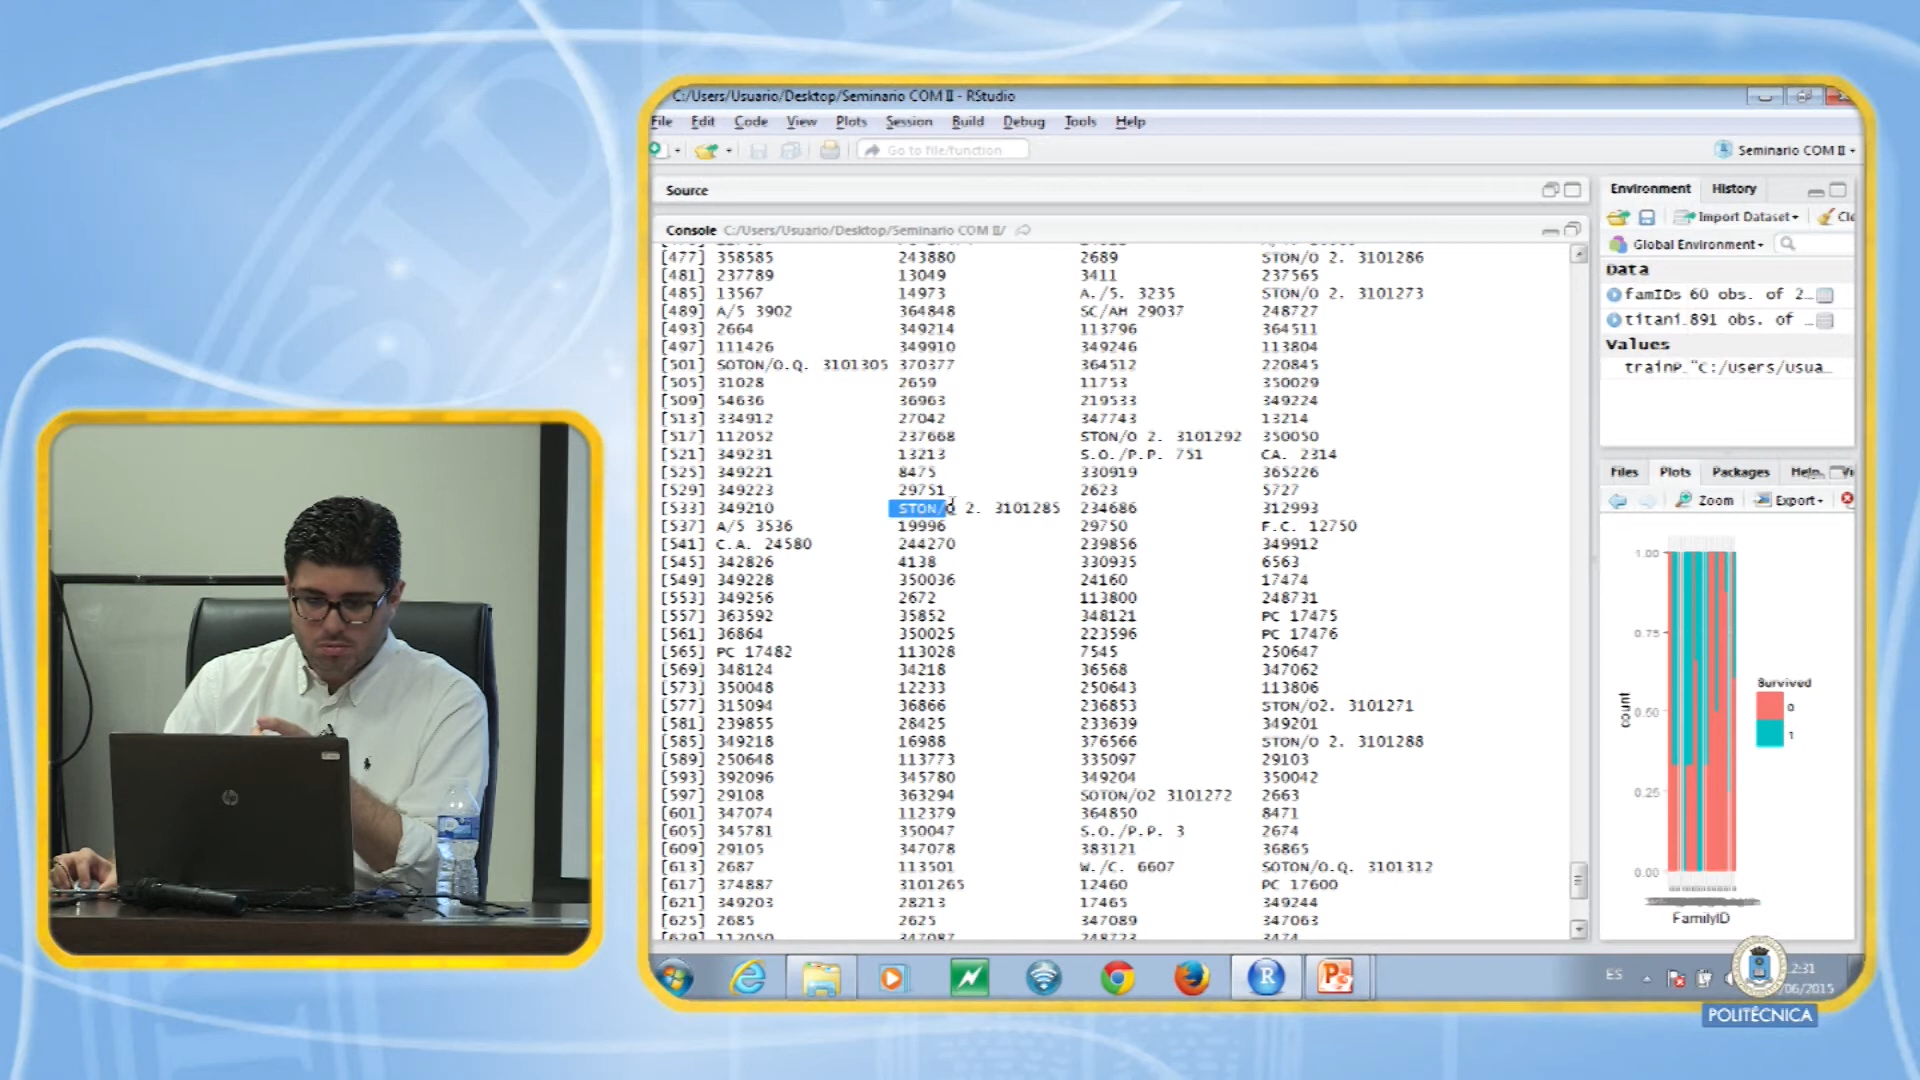 C:/Users/Usuario/Desktop/Seminario COM II - RStudio
File Edit Code View Plots Session Build Debug Tools Help
Go to file/function
Seminario COM II
Source
Console C:/Users/Usuario/Desktop/Seminario COM II/
[477] 358585 243880 2689 STON/O 2. 3101286
[481] 237789 13049 3411 237565
[485] 13567 14973 A./5. 3235 STON/O 2. 3101273
[489] A/5 3902 364848 SC/AH 29037 248727
[493] 2664 349214 113796 364511
[497] 111426 349910 349246 113804
[501] SOTON/O.Q. 3101305 370377 364512 220845
[505] 31028 2659 11753 350029
[509] 54636 36963 219533 349224
[513] 334912 27042 347743 13214
[517] 112052 237668 STON/O 2. 3101292 350050
[521] 349231 13213 S.O./P.P. 751 CA. 2314
[525] 349221 8475 330919 365226
[529] 349223 29751 2623 5727
[533] 349210 STON/O 2. 3101285 234686 312993
[537] A/5 3536 19996 29750 F.C. 12750
[541] C.A. 24580 244270 239856 349912
[545] 342826 4138 330935 6563
[549] 349228 350036 24160 17474
[553] 349256 2672 113800 248731
[557] 363592 35852 348121 PC 17475
[561] 36864 350025 223596 PC 17476
[565] PC 17482 113028 7545 250647
[569] 348124 34218 36568 347062
[573] 350048 12233 250643 113806
[577] 315094 36866 236853 STON/O2. 3101271
[581] 239855 28425 233639 349201
[585] 349218 16988 376566 STON/O 2. 3101288
[589] 250648 113773 335097 29103
[593] 392096 345780 349204 350042
[597] 29108 363294 SOTON/O2 3101272 2663
[601] 347074 112379 364850 8471
[605] 345781 350047 S.O./P.P. 3 2674
[609] 29105 347078 383121 36865
[613] 2687 113501 W./C. 6607 SOTON/O.Q. 3101312
[617] 374887 3101265 12460 PC 17600
[621] 349203 28213 17465 349244
[625] 2685 2625 347089 347063
[629] 112050 347087 248723 3474
Environment History
Import Dataset Cle
Global Environment
Data
famIDs 60 obs. of 2...
titani.891 obs. of ...
Values
trainP_"C:/Users/Usua...
Files Plots Packages Help Vi
Zoom Export
1.00
0.75
0.50
0.25
0.00
count
FamilyID
Survived
0
1
ES
2:31
/06/2015
POLITÉCNICA